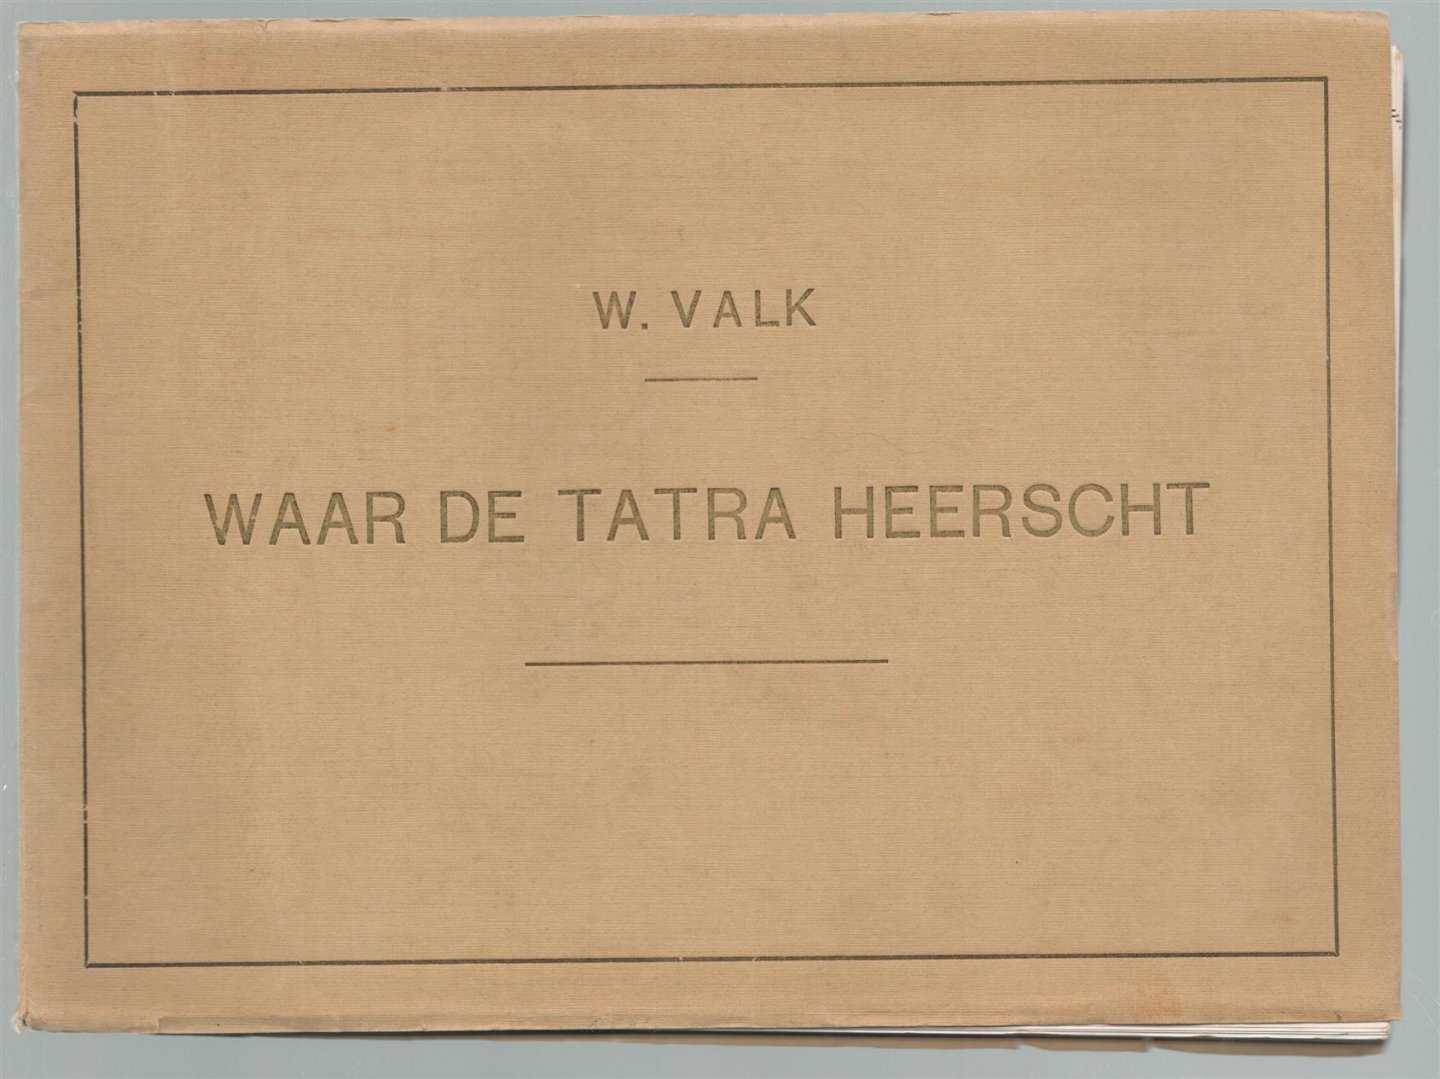 W. VALK
WAAR DE TATRA HEERSCHT